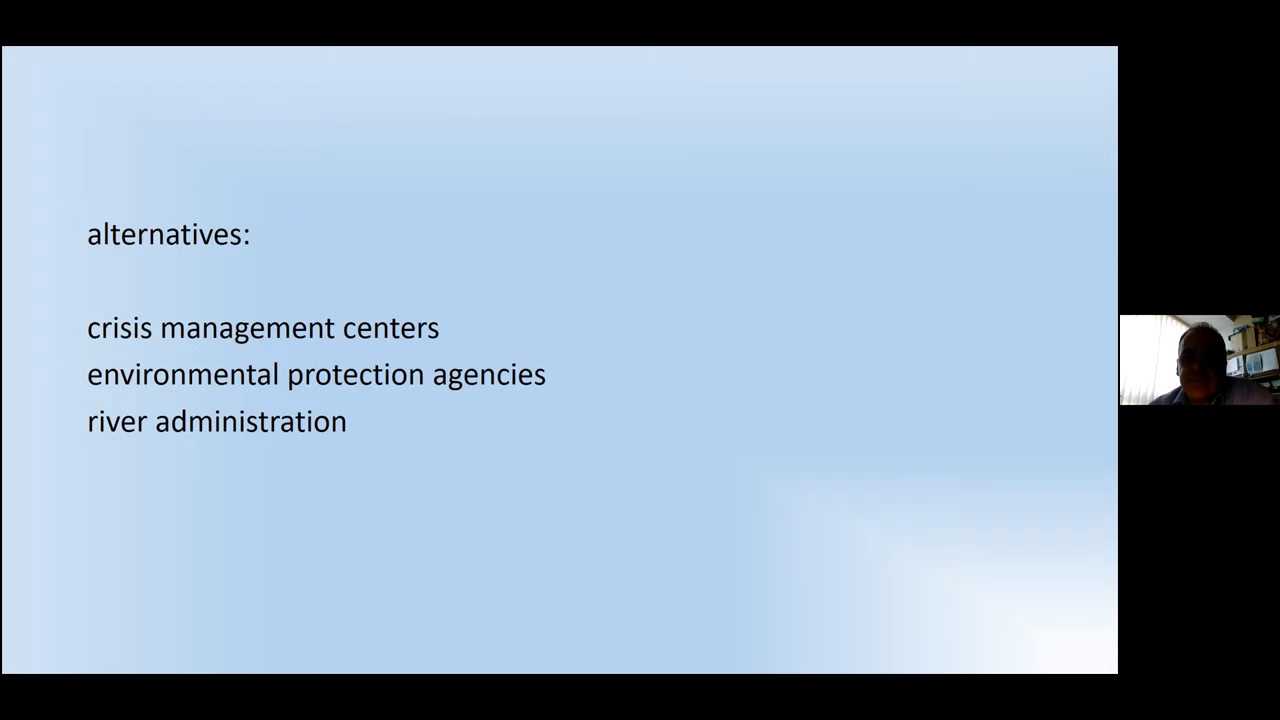 alternatives:
crisis management centers
environmental protection agencies
river administration